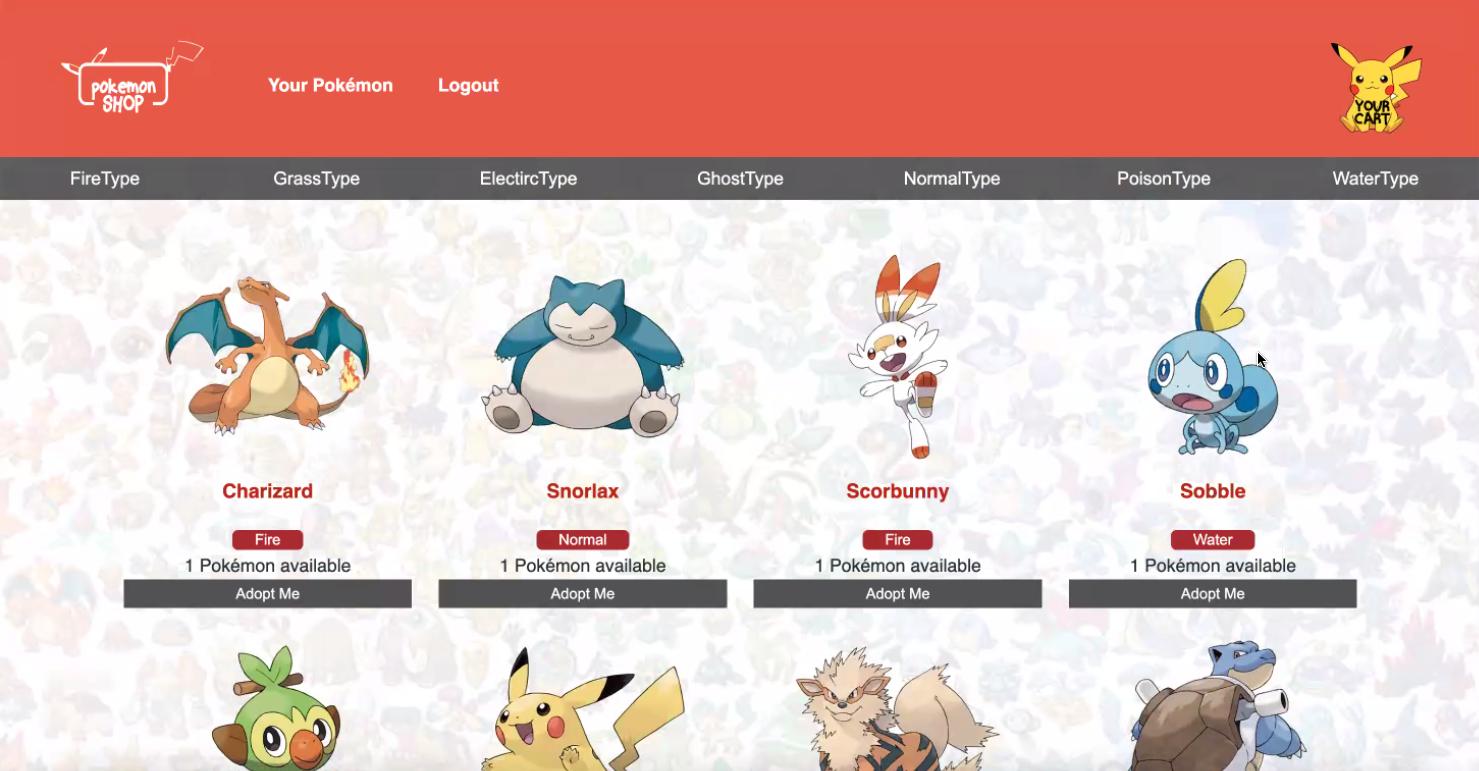 pokemon
SHOP
Your Pokémon
Logout
YOUR
CART
FireType
GrassType
ElectircType
GhostType
NormalType
PoisonType
WaterType
Charizard
Snorlax
Scorbunny
Sobble
Fire
Normal
Fire
Water
1 Pokémon available
1 Pokémon available
1 Pokémon available
1 Pokémon available
Adopt Me
Adopt Me
Adopt Me
Adopt Me